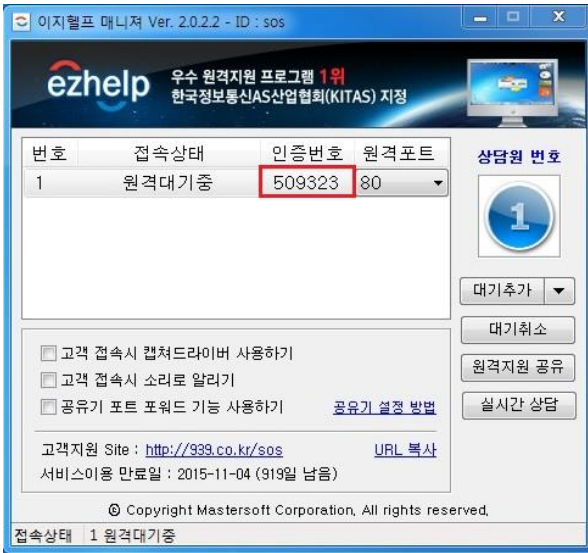 이지헬프 매니져 Ver. 2.0.2.2 - ID : sos
ezhelp
우수 원격지원 프로그램 1위
한국정보통신AS산업협회(KITAS) 지정
번호 접속상태 인증번호 원격포트
1 원격대기중 509323 80
상담원 번호
1
대기추가
대기취소
원격지원 공유
실시간 상담
고객 접속시 캡쳐드라이버 사용하기
고객 접속시 소리로 알리기
공유기 포트 포워드 기능 사용하기 공유기 설정 방법
고객지원 Site : http://939.co.kr/sos URL 복사
서비스이용 만료일 : 2015-11-04 (919일 남음)
© Copyright Mastersoft Corporation, All rights reserved,
접속상태 1 원격대기중